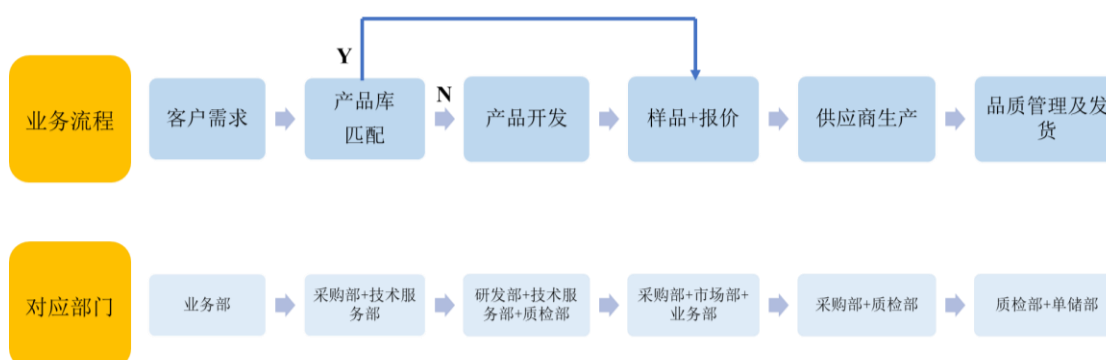 Y
N
业务流程
客户需求
产品库
匹配
产品开发
样品+报价
供应商生产
品质管理及发
货
对应部门
业务部
采购部+技术服
务部
研发部+技术服
务部+质检部
采购部+市场部+
业务部
采购部+质检部
质检部+单储部